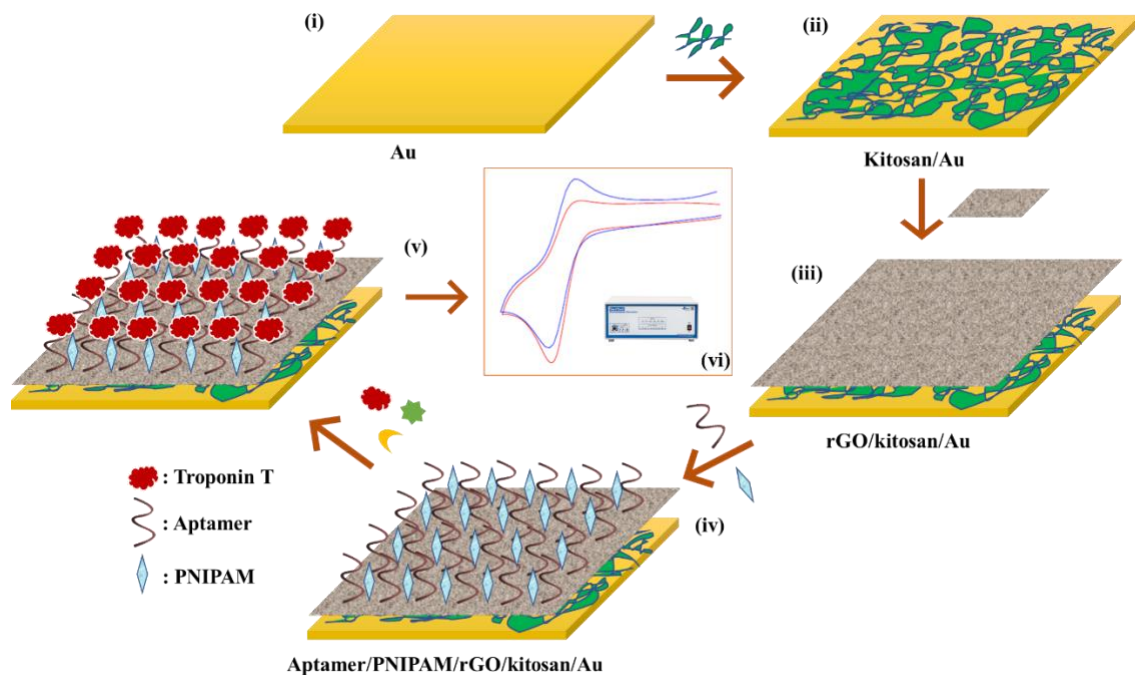 (i)
(ii)
Au
Kitosan/Au
(iii)
(v)
(vi)
rGO/kitosan/Au
: Troponin T
: Aptamer
: PNIPAM
(iv)
Aptamer/PNIPAM/rGO/kitosan/Au